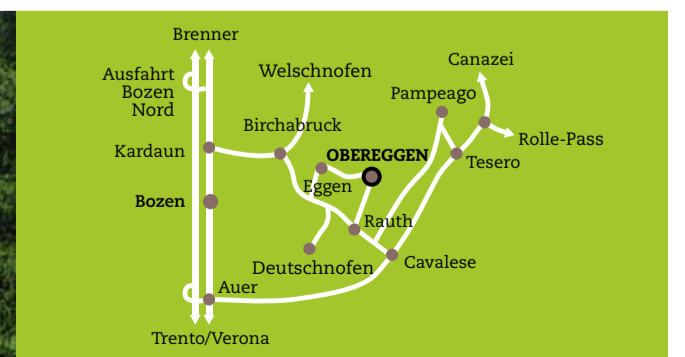 Brenner
Canazei
Ausfahrt
Bozen
Nord
Welschnofen
Pampeago
Birchabruck
Rolle-Pass
Kardaun
OBEREGGEN
Tesero
Eggen
Bozen
Rauth
Deutschnofen
Cavalese
Auer
Trento/Verona